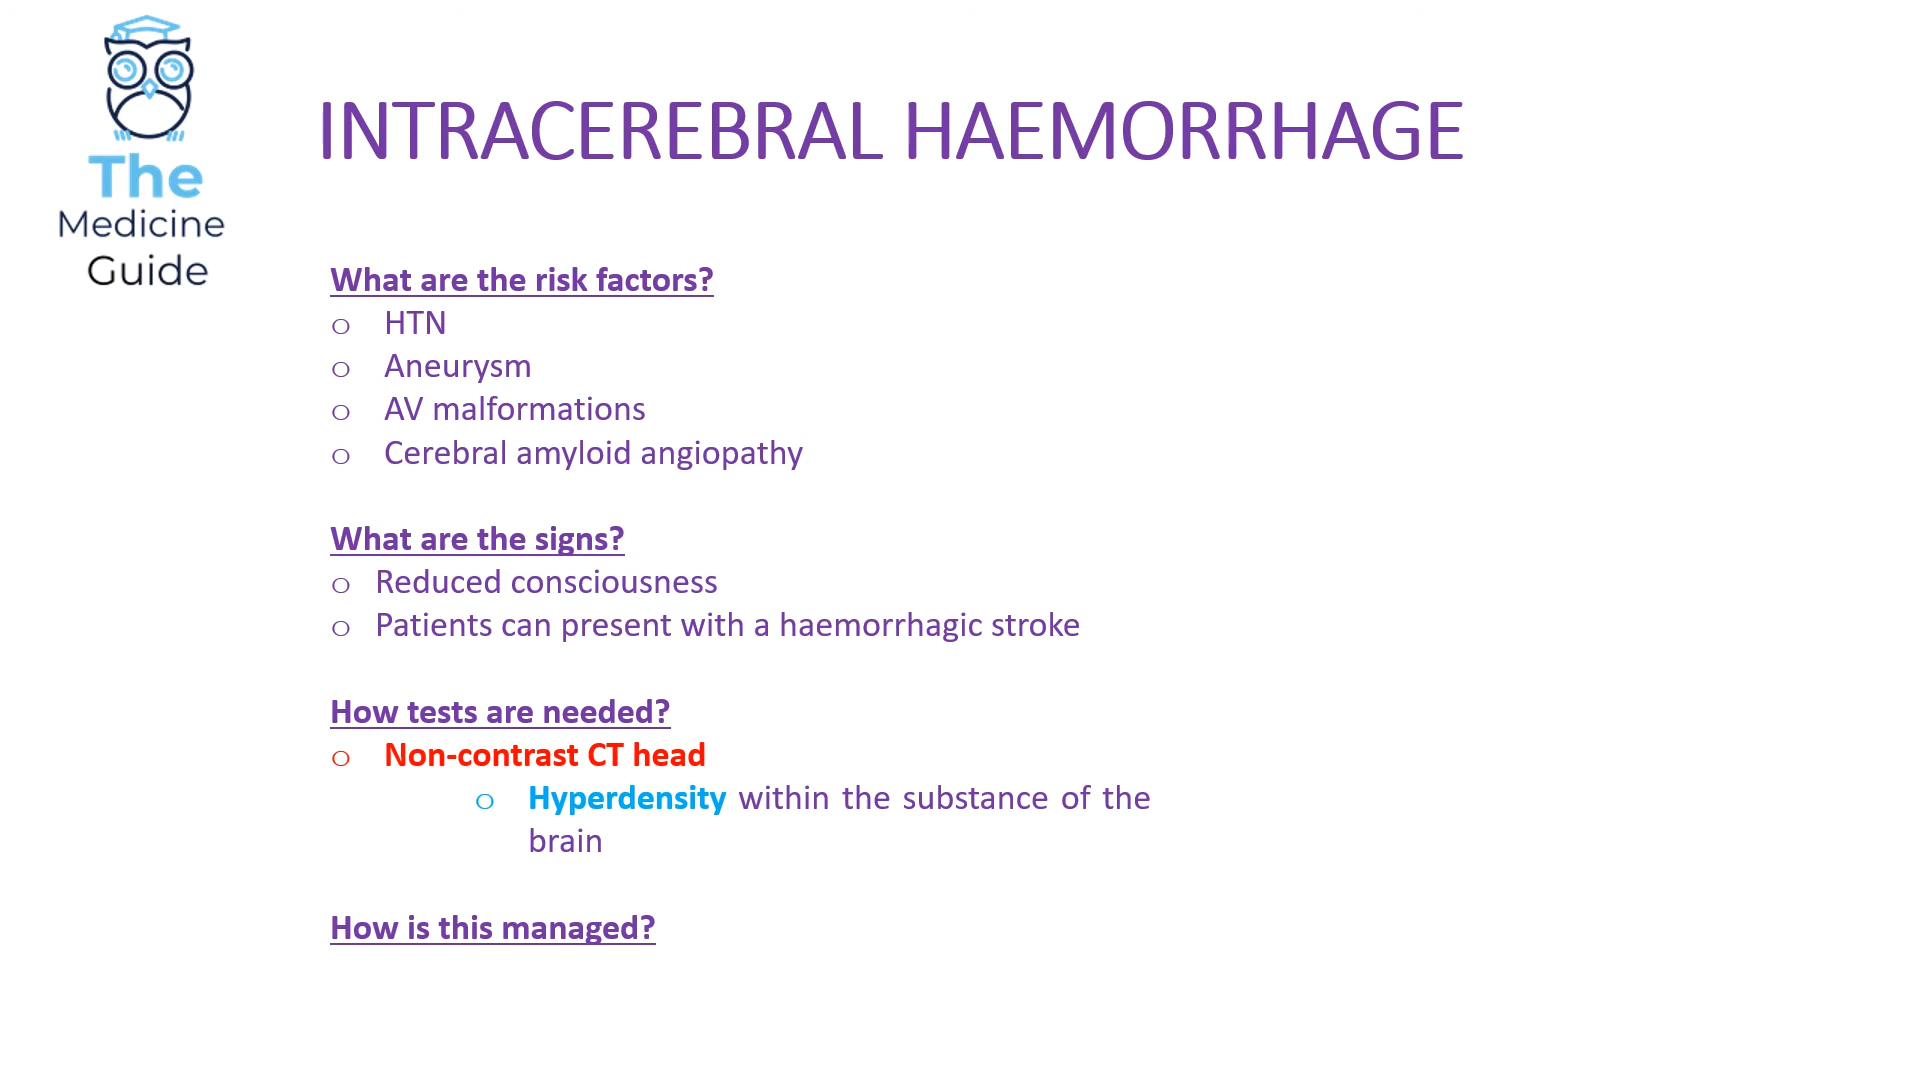 The
Medicine
Guide
INTRACEREBRAL HAEMORRHAGE
What are the risk factors?
o HTN
o Aneurysm
o AV malformations
o Cerebral amyloid angiopathy
What are the signs?
o Reduced consciousness
o Patients can present with a haemorrhagic stroke
How tests are needed?
o Non-contrast CT head
o Hyperdensity within the substance of the
brain
How is this managed?